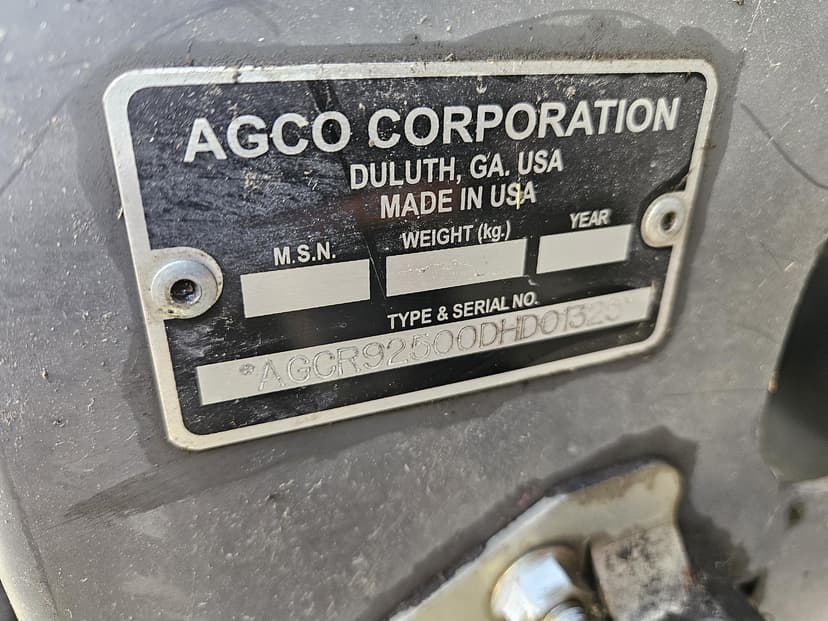 AGCO CORPORATION
DULUTH, GA. USA
MADE IN USA
M.S.N. WEIGHT (kg.) YEAR
TYPE & SERIAL NO.